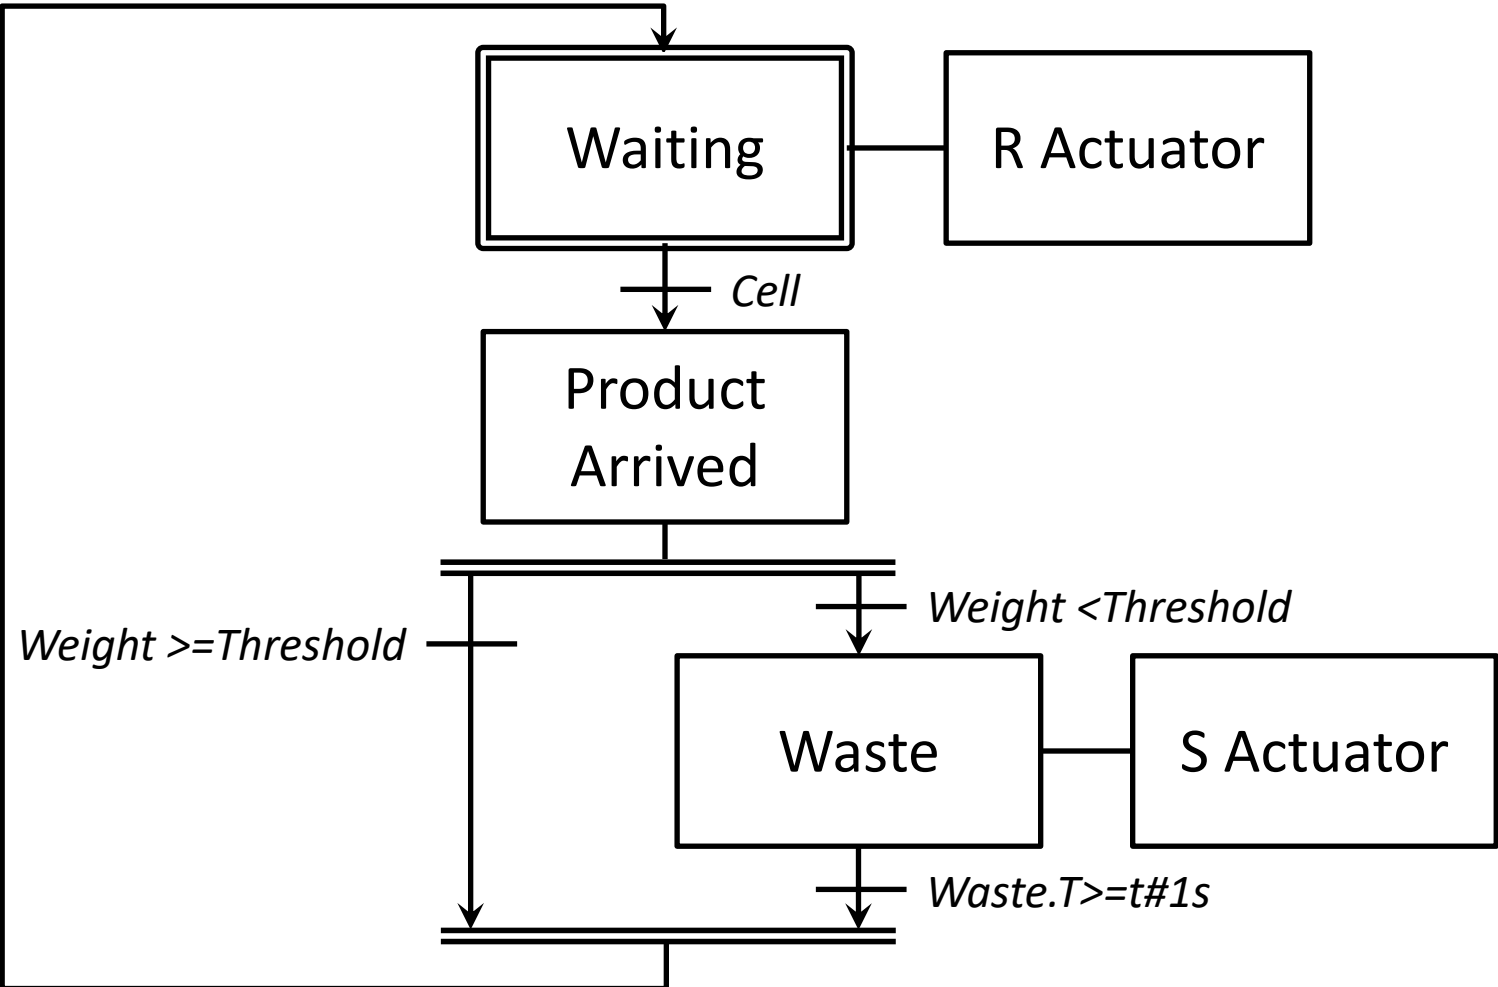 Waiting
R Actuator
Cell
Product
Arrived
Weight <Threshold
Weight >=Threshold
Waste
S Actuator
Waste.T>=t#1s